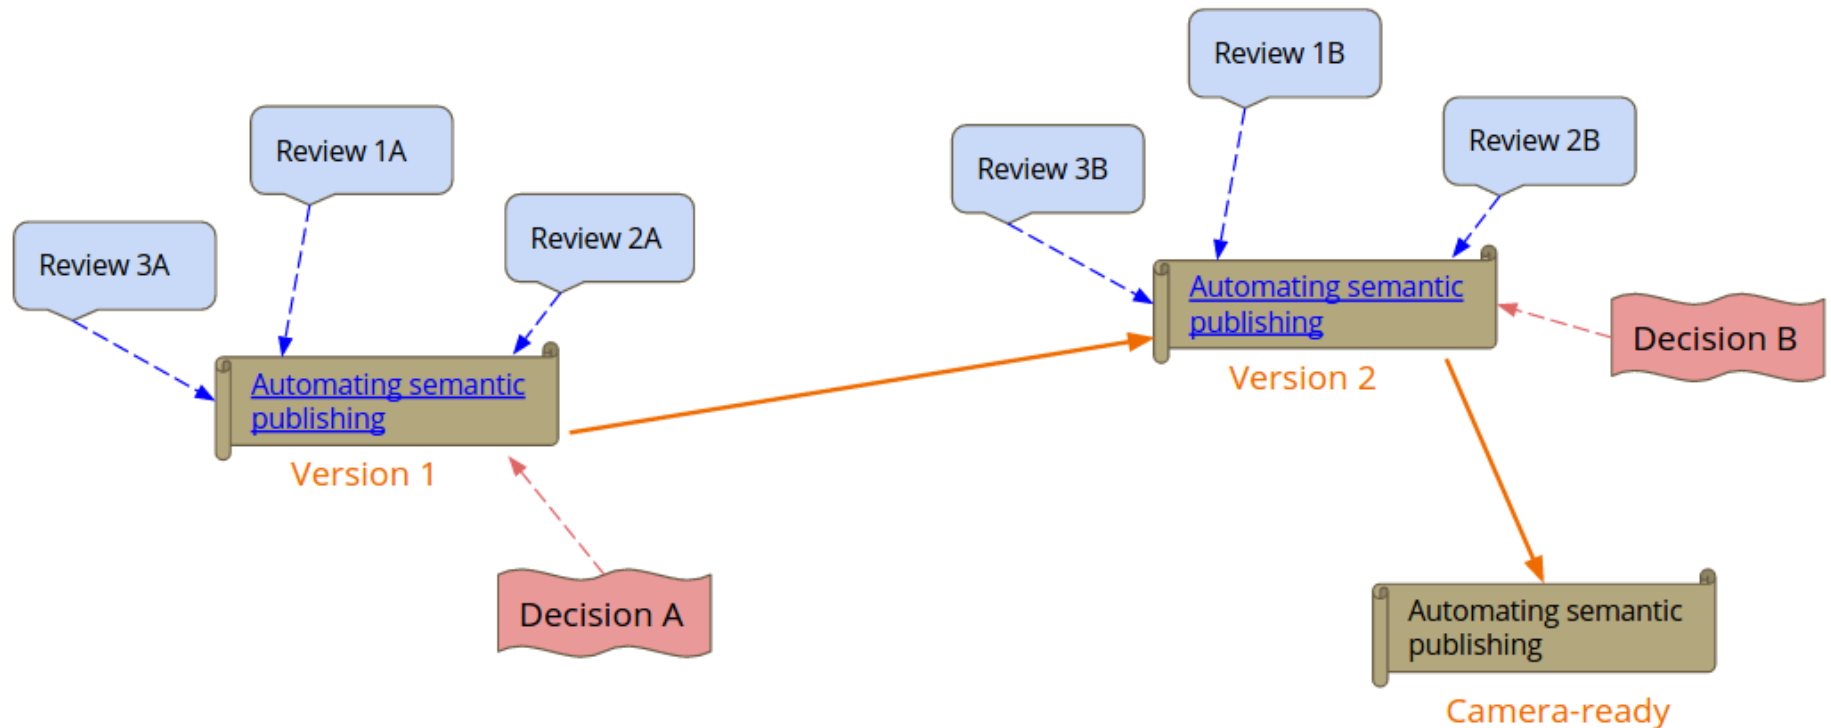 Review 1A
Review 2A
Review 3A
Automating semantic
publishing
Version 1
Decision A
Review 1B
Review 2B
Review 3B
Automating semantic
publishing
Version 2
Decision B
Automating semantic
publishing
Camera-ready